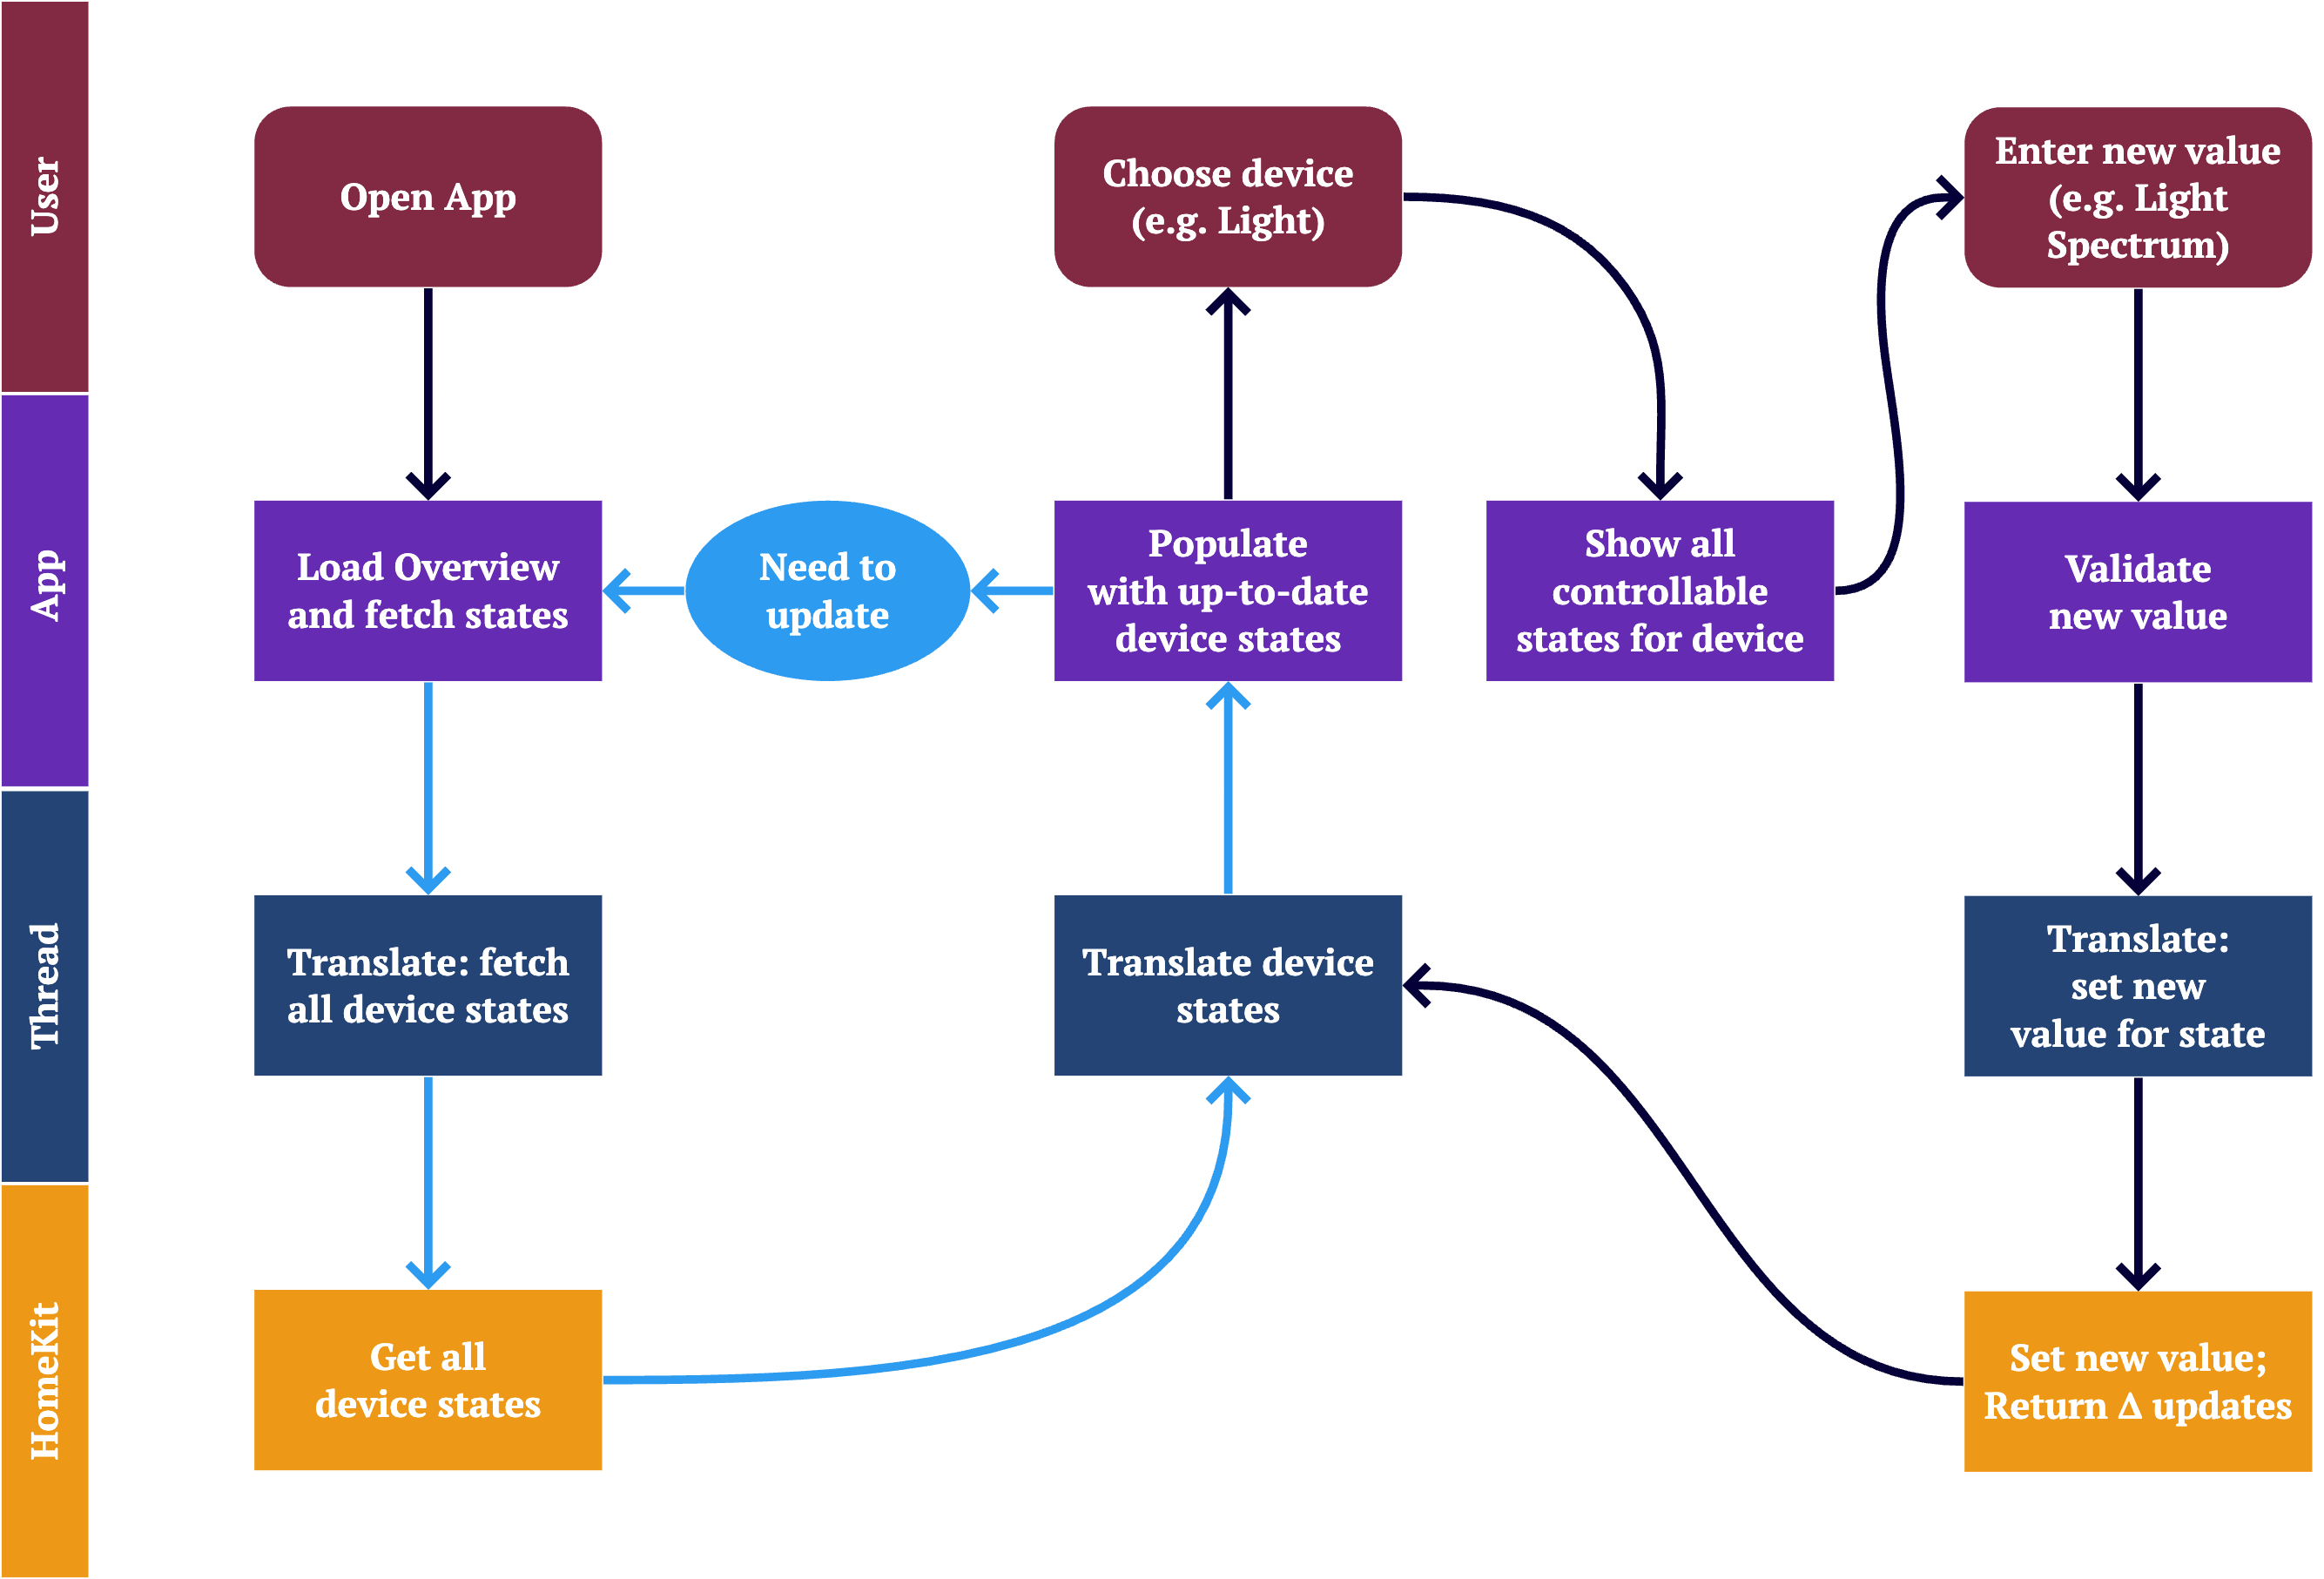 User
Open App
Choose device
(e.g. Light)
Enter new value
(e.g. Light
Spectrum)
App
Load Overview
and fetch states
Need to
update
Populate
with up-to-date
device states
Show all
controllable
states for device
Validate
new value
Thread
Translate: fetch
all device states
Translate device
states
Translate:
set new
value for state
HomeKit
Get all
device states
Set new value;
Return Δ updates